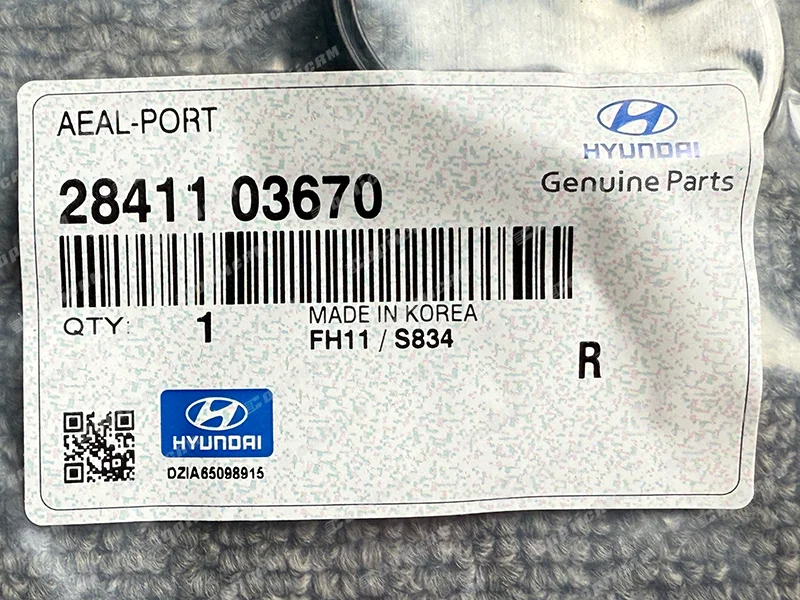 AEAL-PORT
HYUNDAI
Genuine Parts
28411 03670
QTY: 1
MADE IN KOREA
FH11 / S834
R
HYUNDAI
DZIA65098915